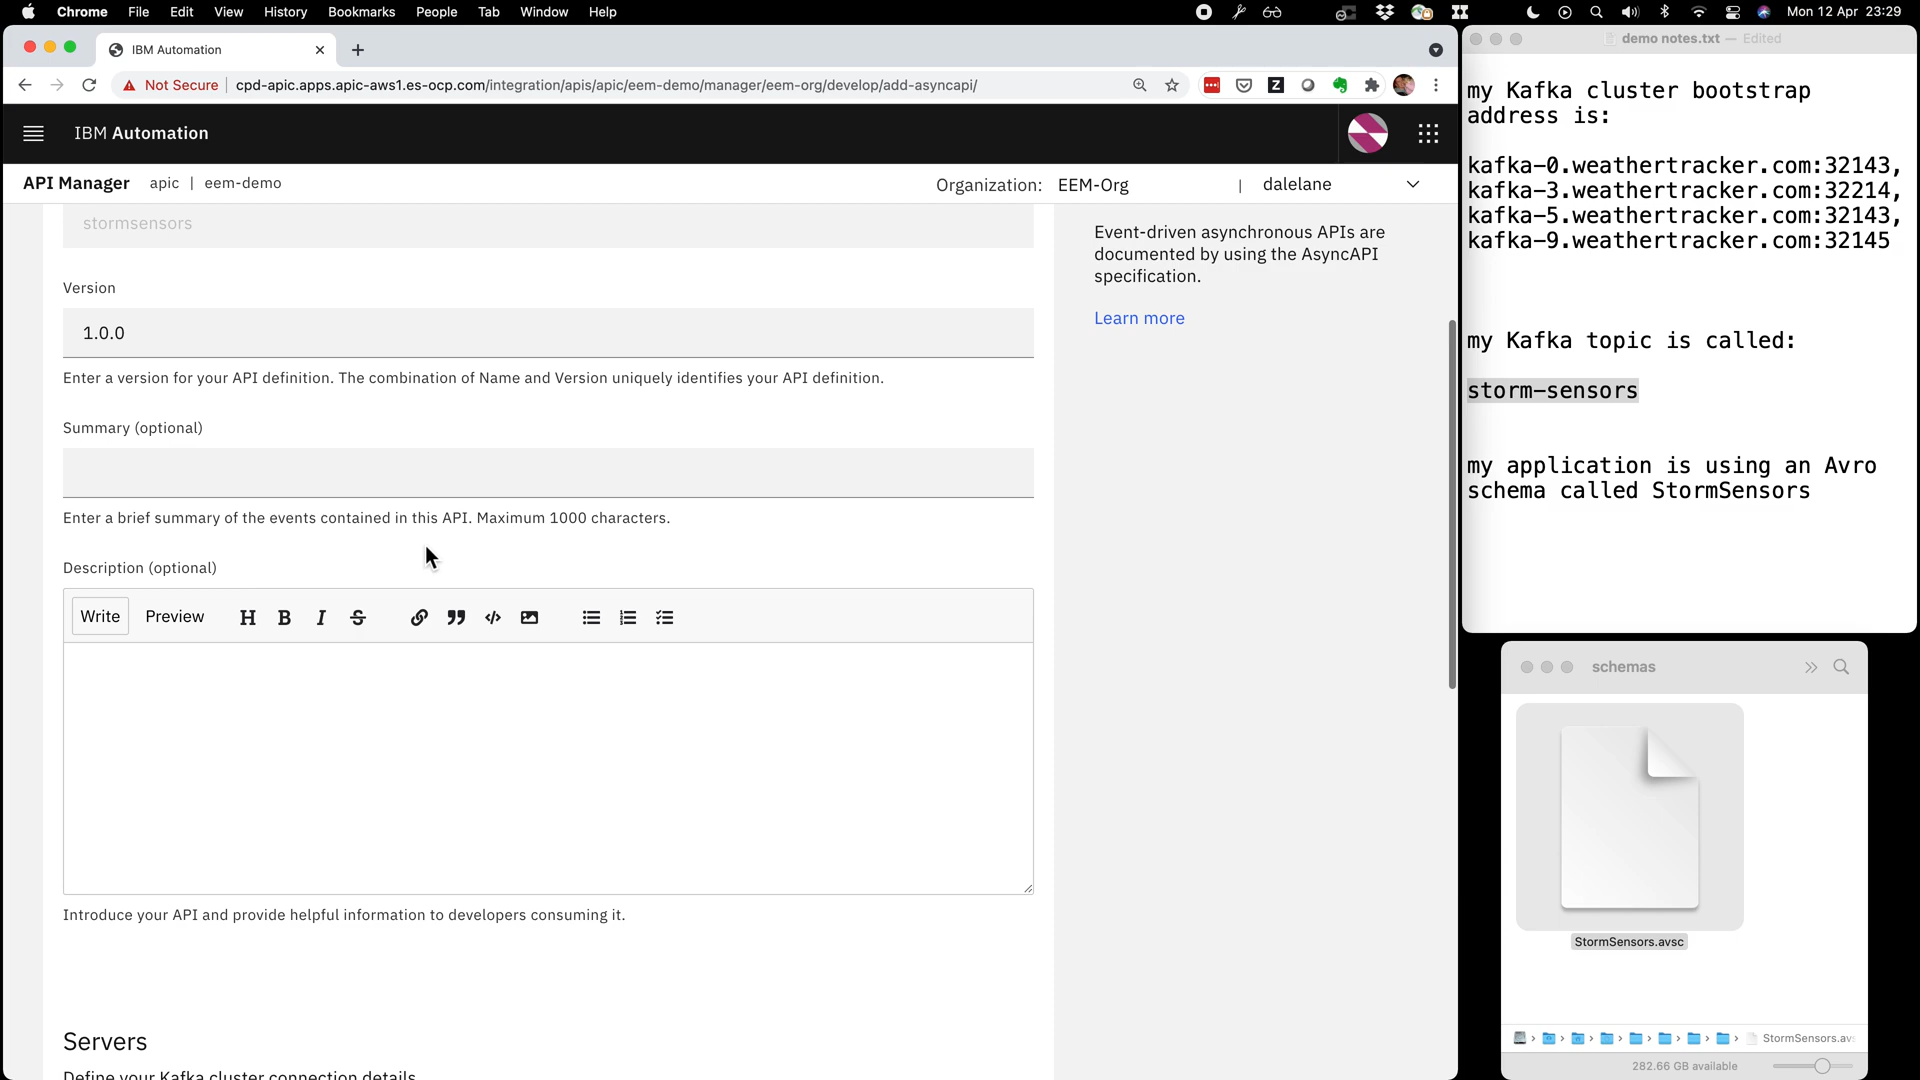 Chrome File Edit View History Bookmarks People Tab Window Help
Mon 12 Apr 23:29
IBM Automation
Not Secure | cpd-apic.apps.apic-aws1.es-ocp.com/integration/apis/apic/eem-demo/manager/eem-org/develop/add-asyncapi/
IBM Automation
API Manager apic | eem-demo
Organization: EEM-Org | dalelane
stormsensors
Version
1.0.0
Enter a version for your API definition. The combination of Name and Version uniquely identifies your API definition.
Summary (optional)
Enter a brief summary of the events contained in this API. Maximum 1000 characters.
Description (optional)
Write Preview
Introduce your API and provide helpful information to developers consuming it.
Servers
Define your Kafka cluster connection details
Event-driven asynchronous APIs are
documented by using the AsyncAPI
specification.
Learn more
demo notes.txt — Edited
my Kafka cluster bootstrap
address is:
kafka-0.weathertracker.com:32143,
kafka-3.weathertracker.com:32214,
kafka-5.weathertracker.com:32143,
kafka-9.weathertracker.com:32145
my Kafka topic is called:
storm-sensors
my application is using an Avro
schema called StormSensors
schemas
StormSensors.avsc
StormSensors.av
282.66 GB available